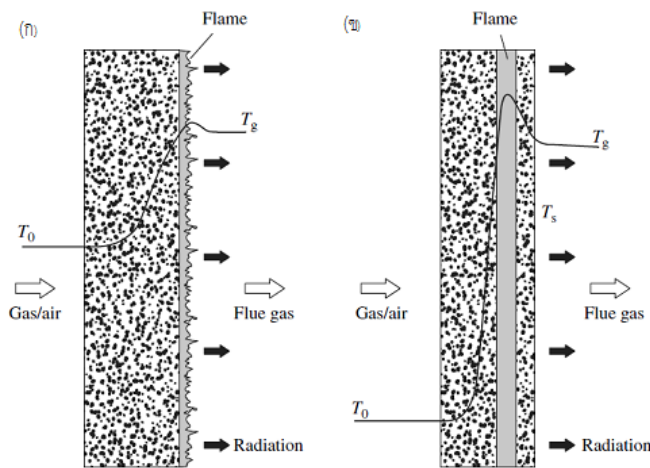 (ก)
Flame
T0
Tg
Gas/air
Flue gas
Radiation
(ข)
Flame
Tg
Ts
T0
Gas/air
Flue gas
Radiation